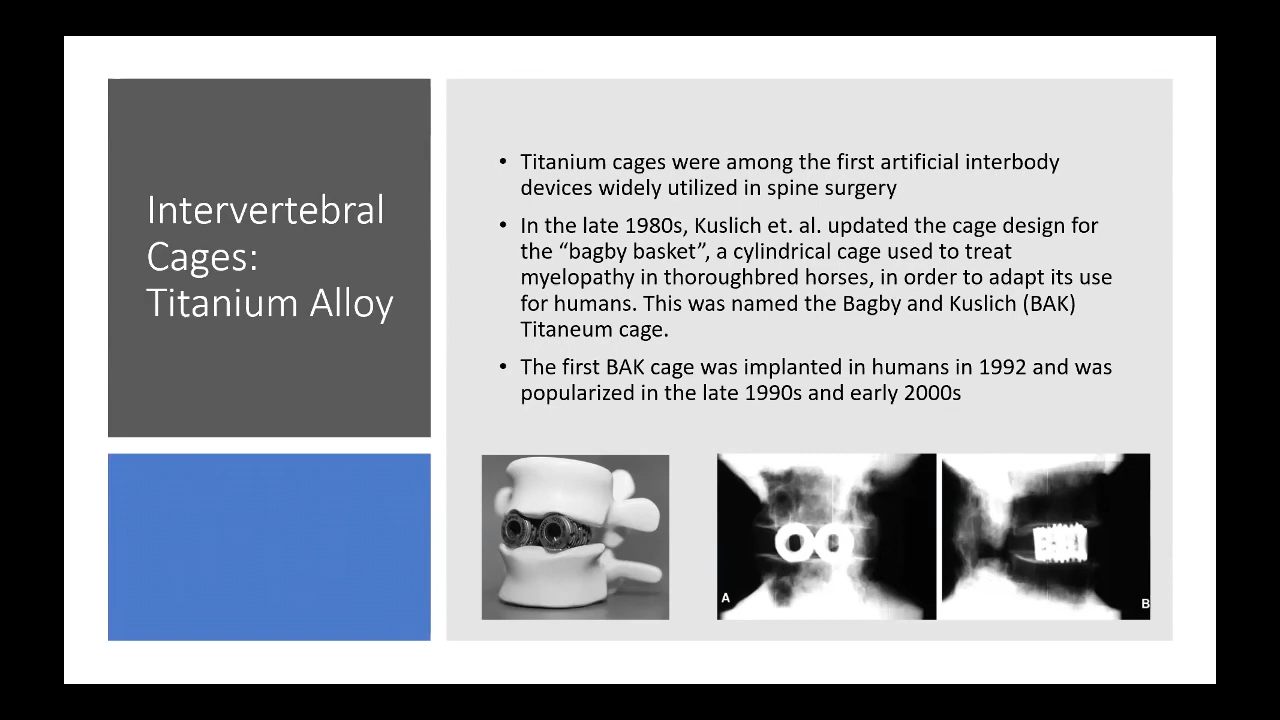 Intervertebral
Cages:
Titanium Alloy
• Titanium cages were among the first artificial interbody
devices widely utilized in spine surgery
• In the late 1980s, Kuslich et. al. updated the cage design for
the “bagby basket”, a cylindrical cage used to treat
myelopathy in thoroughbred horses, in order to adapt its use
for humans. This was named the Bagby and Kuslich (BAK)
Titaneum cage.
• The first BAK cage was implanted in humans in 1992 and was
popularized in the late 1990s and early 2000s
A
B